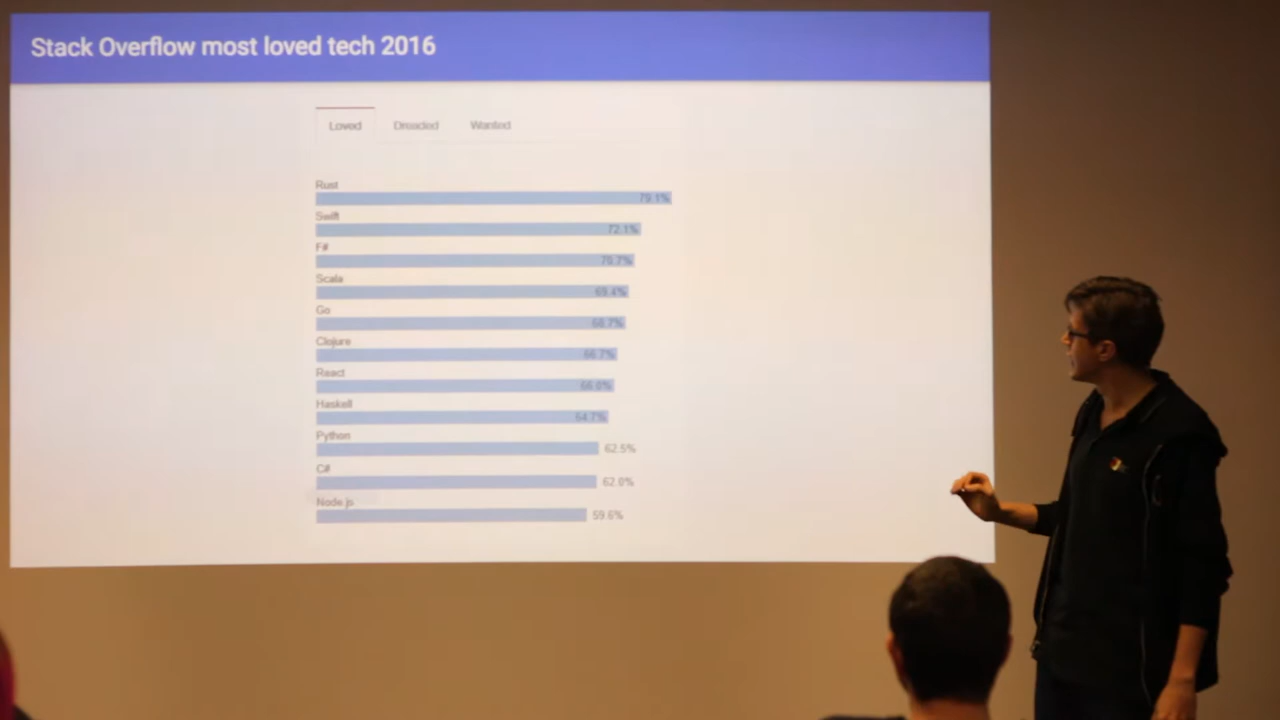 Stack Overflow most loved tech 2016
Loved Dreaded Wanted
Rust
79.1%
Swift
72.1%
F#
70.7%
Scala
69.4%
Go
68.7%
Clojure
66.7%
React
66.0%
Haskell
64.7%
Python
62.5%
C#
62.0%
Node.js
59.6%